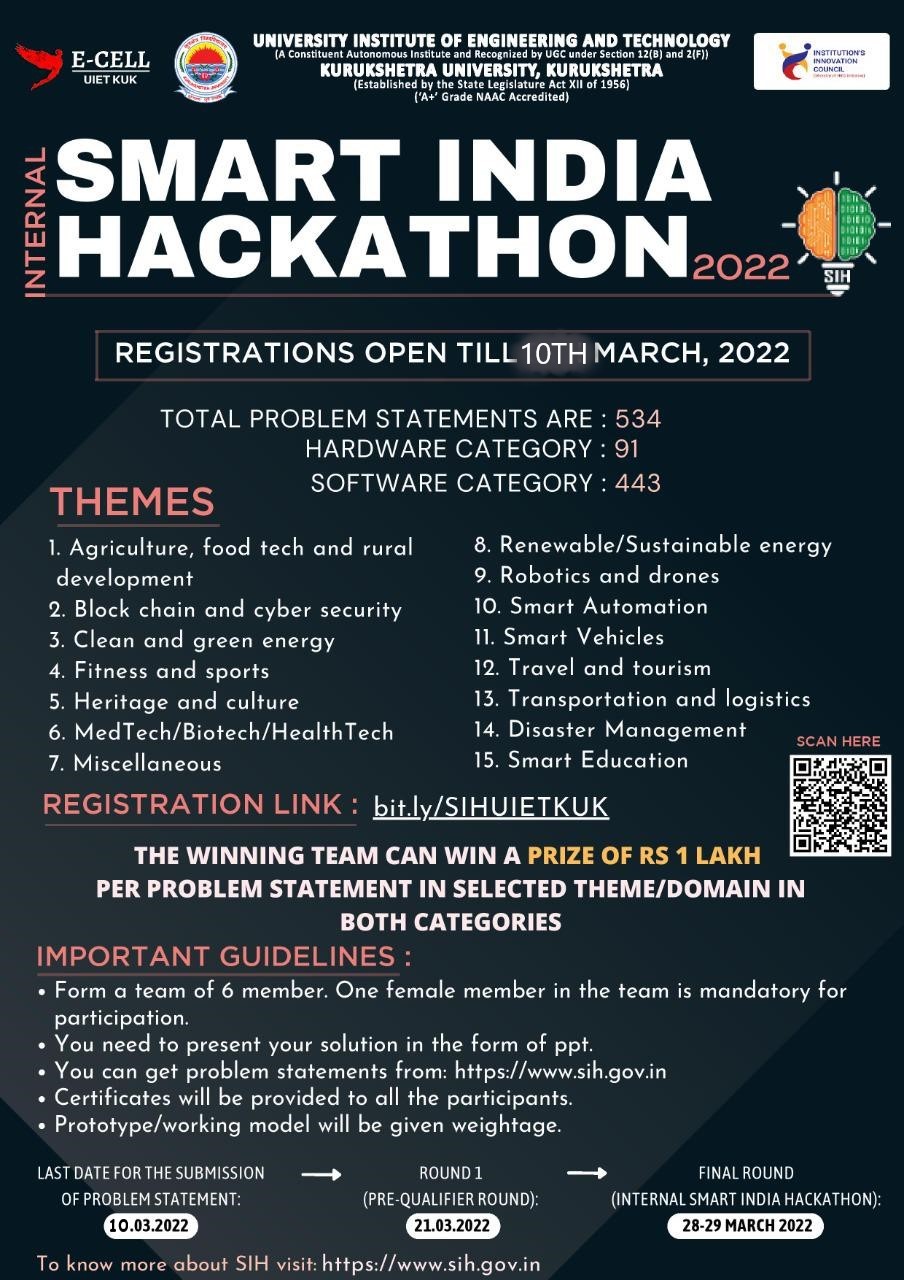 E-CELL
UIET KUK
UNIVERSITY INSTITUTE OF ENGINEERING AND TECHNOLOGY
(A Constituent Autonomous Institute and Recognized by UGC under Section 12(B) and 2(F))
KURUKSHETRA UNIVERSITY, KURUKSHETRA
(Established by the State Legislature Act XII of 1956)
('A+' Grade NAAC Accredited)
INSTITUTION'S
INNOVATION
COUNCIL
INTERNAL
SMART INDIA
HACKATHON 2022
SIH
REGISTRATIONS OPEN TILL 10TH MARCH, 2022
TOTAL PROBLEM STATEMENTS ARE : 534
HARDWARE CATEGORY : 91
SOFTWARE CATEGORY : 443
THEMES
1. Agriculture, food tech and rural
development
2. Block chain and cyber security
3. Clean and green energy
4. Fitness and sports
5. Heritage and culture
6. MedTech/Biotech/HealthTech
7. Miscellaneous
8. Renewable/Sustainable energy
9. Robotics and drones
10. Smart Automation
11. Smart Vehicles
12. Travel and tourism
13. Transportation and logistics
14. Disaster Management
15. Smart Education
SCAN HERE
REGISTRATION LINK : bit.ly/SIHUIETKUK
THE WINNING TEAM CAN WIN A PRIZE OF RS 1 LAKH
PER PROBLEM STATEMENT IN SELECTED THEME/DOMAIN IN
BOTH CATEGORIES
IMPORTANT GUIDELINES :
• Form a team of 6 member. One female member in the team is mandatory for
participation.
• You need to present your solution in the form of ppt.
• You can get problem statements from: https://www.sih.gov.in
• Certificates will be provided to all the participants.
• Prototype/working model will be given weightage.
LAST DATE FOR THE SUBMISSION
OF PROBLEM STATEMENT:
10.03.2022
ROUND 1
(PRE-QUALIFIER ROUND):
21.03.2022
FINAL ROUND
(INTERNAL SMART INDIA HACKATHON):
28-29 MARCH 2022
To know more about SIH visit: https://www.sih.gov.in